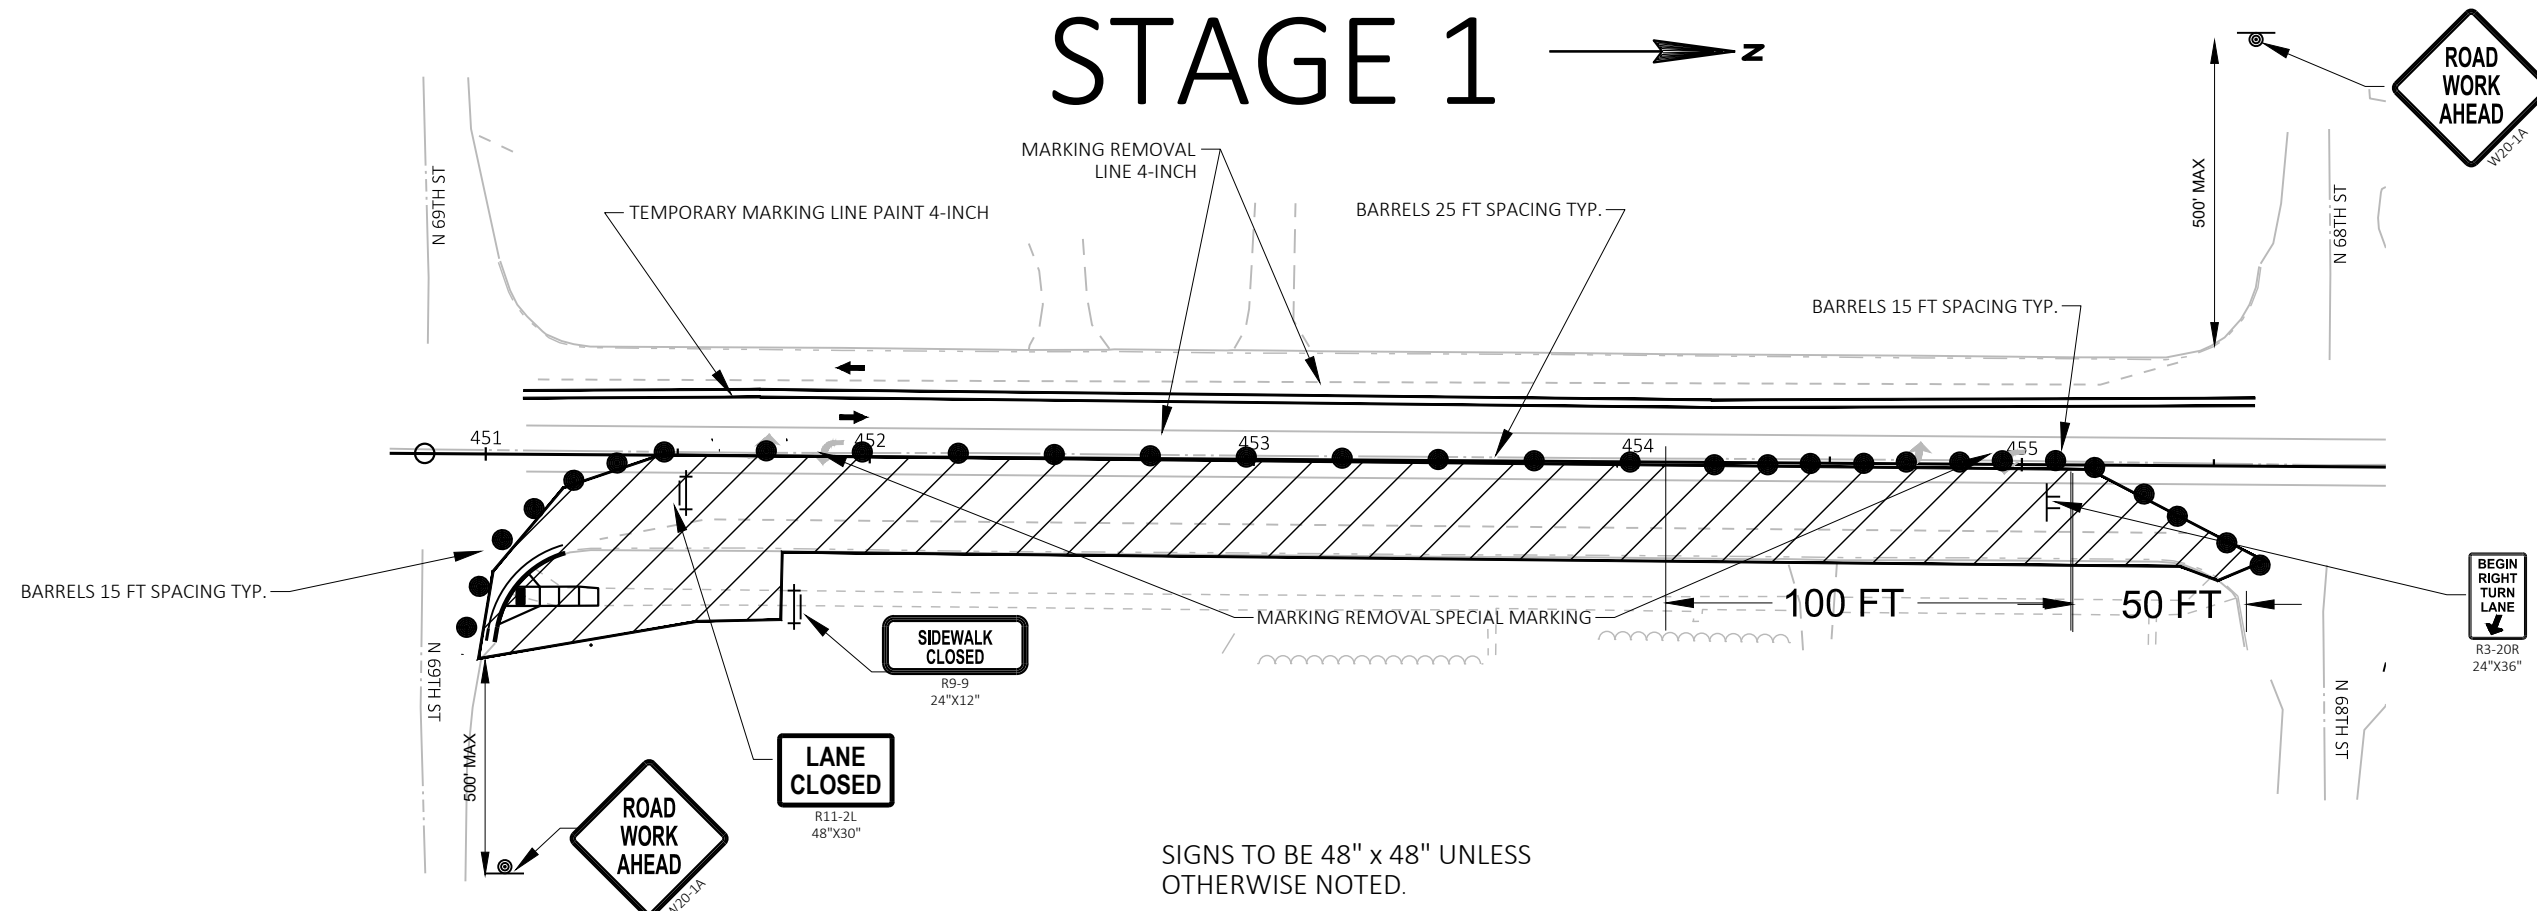 STAGE 1
N
ROAD
WORK
AHEAD
W20-1A
MARKING REMOVAL
LINE 4-INCH
500' MAX
N 69TH ST
N 68TH ST
TEMPORARY MARKING LINE PAINT 4-INCH
BARRELS 25 FT SPACING TYP.
BARRELS 15 FT SPACING TYP.
451
452
453
454
455
BARRELS 15 FT SPACING TYP.
MARKING REMOVAL SPECIAL MARKING
100 FT
50 FT
BEGIN
RIGHT
TURN
LANE
R3-20R
24"X36"
SIDEWALK
CLOSED
R9-9
24"X12"
N 69TH ST
N 68TH ST
500' MAX
LANE
CLOSED
R11-2L
48"X30"
ROAD
WORK
AHEAD
W20-1A
SIGNS TO BE 48" x 48" UNLESS
OTHERWISE NOTED.